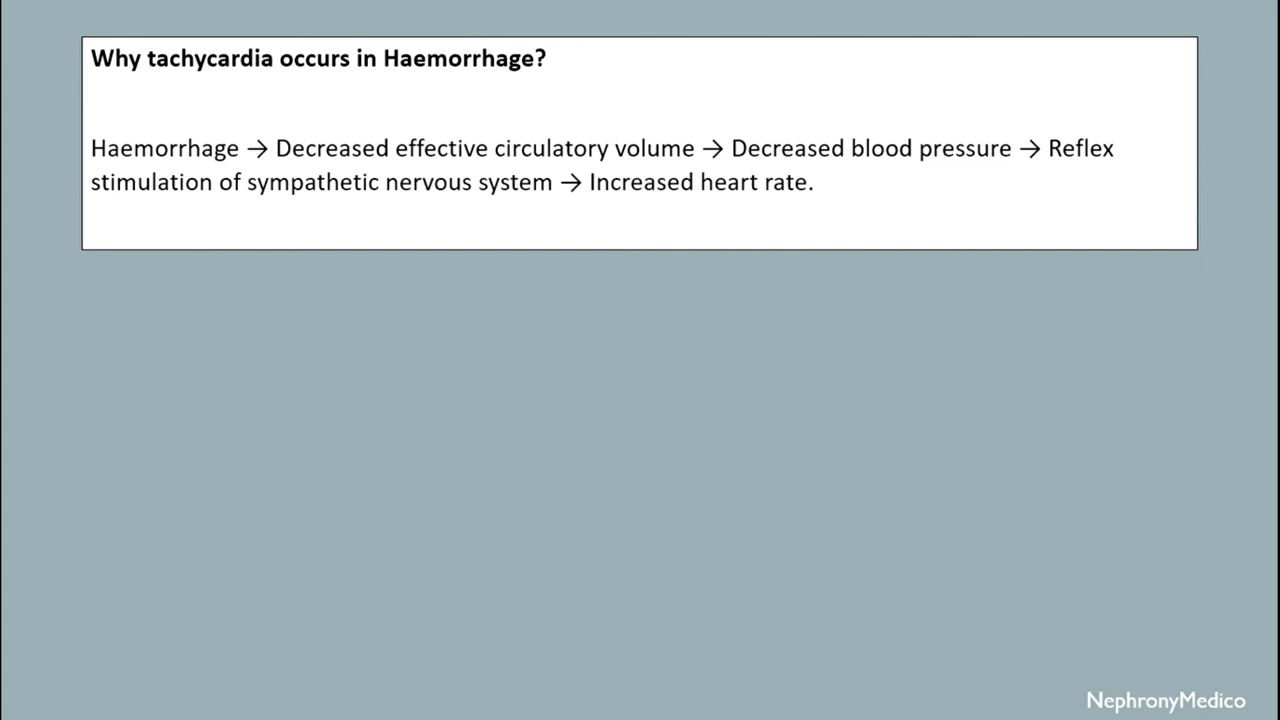 Why tachycardia occurs in Haemorrhage?
Haemorrhage → Decreased effective circulatory volume → Decreased blood pressure → Reflex
stimulation of sympathetic nervous system → Increased heart rate.
NephronyMedico